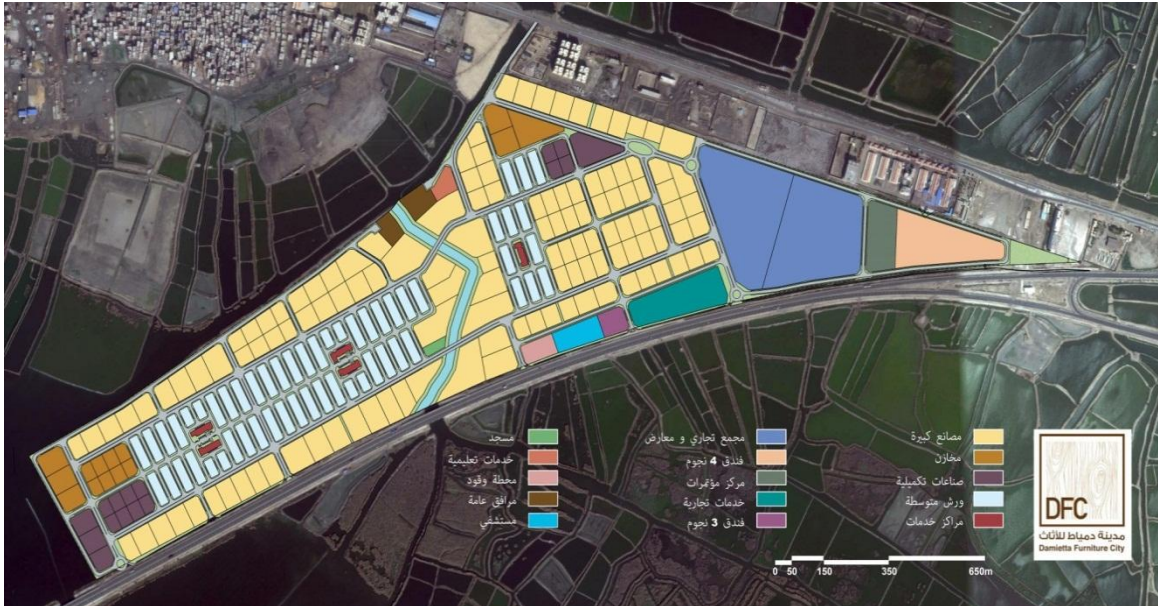 مصانع كبيرة
مخازن
صناعات تكميلية
ورش متوسطة
مراكز خدمات
مجمع تجاري و معارض
فندق 4 نجوم
مركز مؤتمرات
خدمات تجارية
فندق 3 نجوم
مسجد
خدمات تعليمية
محطة وقود
مرافق عامة
مستشفي
0 50 150 350 650m
DFC
مدينة دمياط للأثاث
Damietta Furniture City